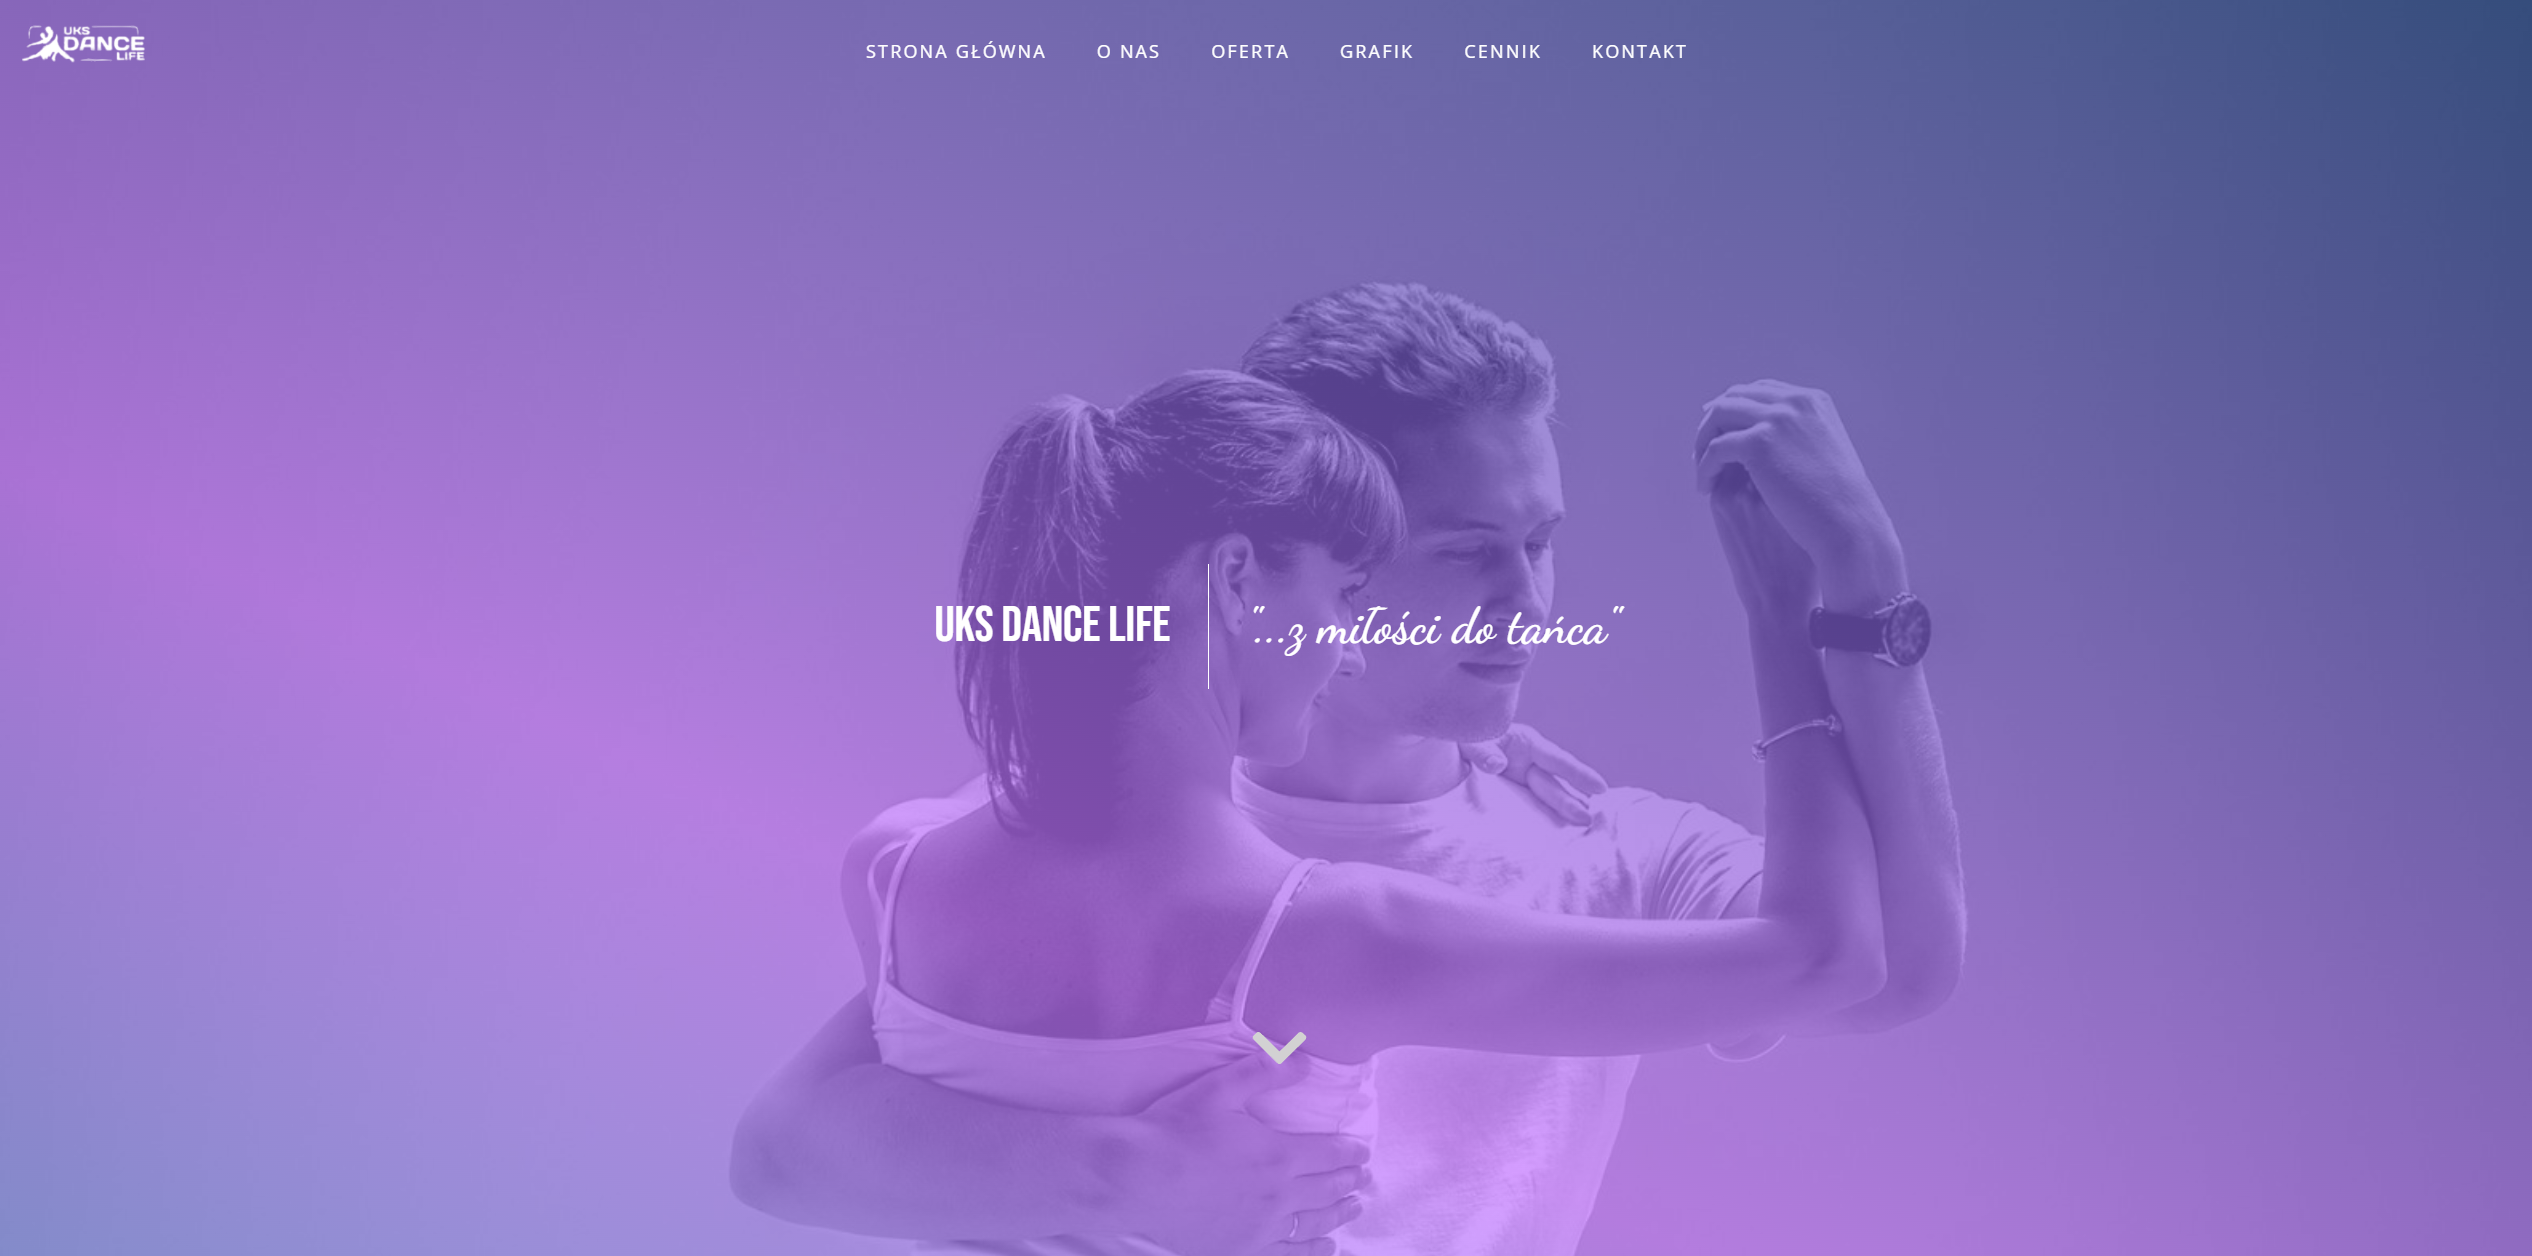 UKS
DANCE
LIFE
STRONA GŁÓWNA O NAS OFERTA GRAFIK CENNIK KONTAKT
UKS DANCE LIFE "...z miłości do tańca"